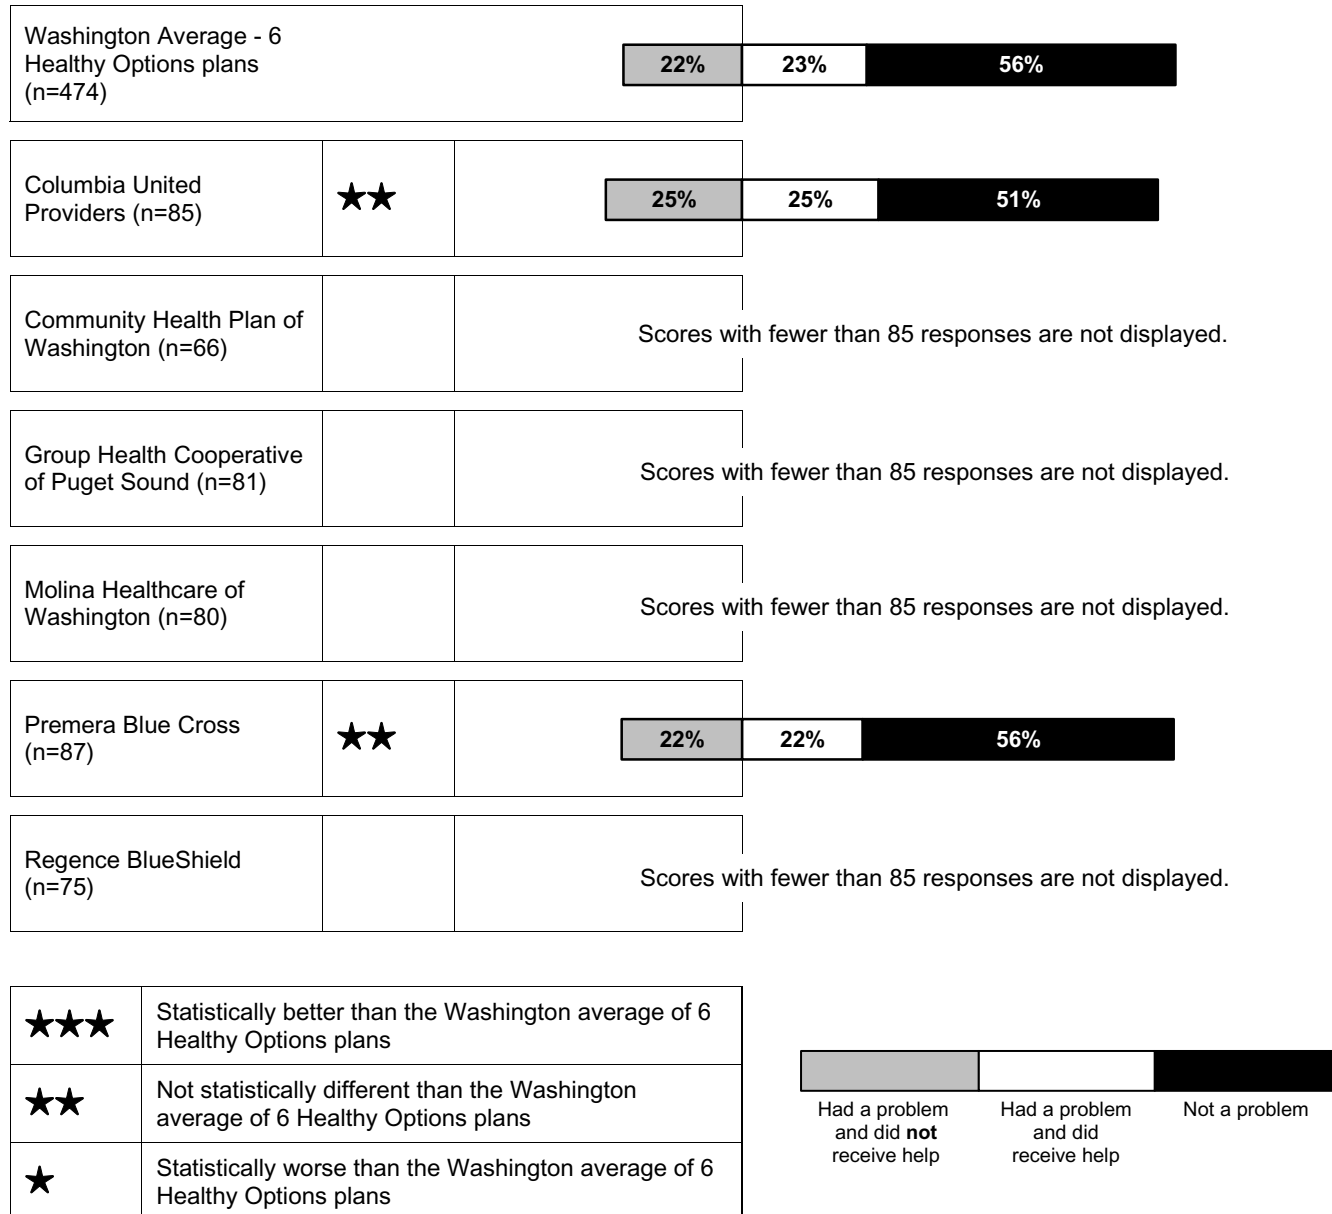 Washington Average - 6
Healthy Options plans
(n=474)
22% 23% 56%
Columbia United
Providers (n=85)
★★
25% 25% 51%
Community Health Plan of
Washington (n=66)
Scores with fewer than 85 responses are not displayed.
Group Health Cooperative
of Puget Sound (n=81)
Scores with fewer than 85 responses are not displayed.
Molina Healthcare of
Washington (n=80)
Scores with fewer than 85 responses are not displayed.
Premera Blue Cross
(n=87)
★★
22% 22% 56%
Regence BlueShield
(n=75)
Scores with fewer than 85 responses are not displayed.
★★★
Statistically better than the Washington average of 6
Healthy Options plans
★★
Not statistically different than the Washington
average of 6 Healthy Options plans
★
Statistically worse than the Washington average of 6
Healthy Options plans
Had a problem
and did not
receive help
Had a problem
and did
receive help
Not a problem